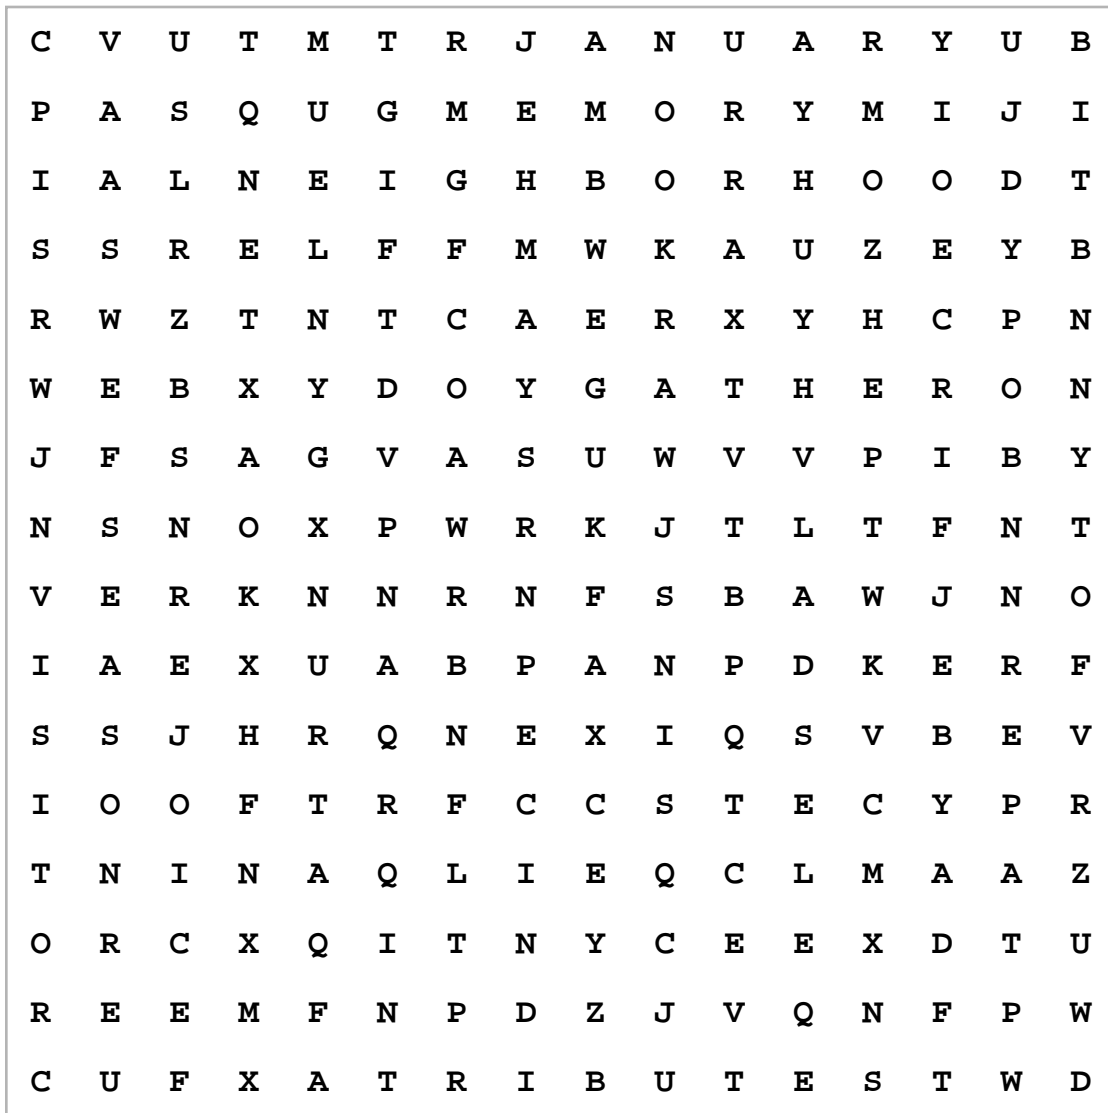 C V U T M T R J A N U A R Y U B
P A S Q U G M E M O R Y M I J I
I A L N E I G H B O R H O O D T
S S R E L F F M W K A U Z E Y B
R W Z T N T C A E R X Y H C P N
W E B X Y D O Y G A T H E R O N
J F S A G V A S U W V V P I B Y
N S N O X P W R K J T L T F N T
V E R K N N R N F S B A W J N O
I A E X U A B P A N P D K E R F
S S J H R Q N E X I Q S V B E V
I O O F T R F C C S T E C Y P R
T N I N A Q L I E Q C L M A A Z
O R C X Q I T N Y C E E X D T U
R E E M F N P D Z J V Q N F P W
C U F X A T R I B U T E S T W D